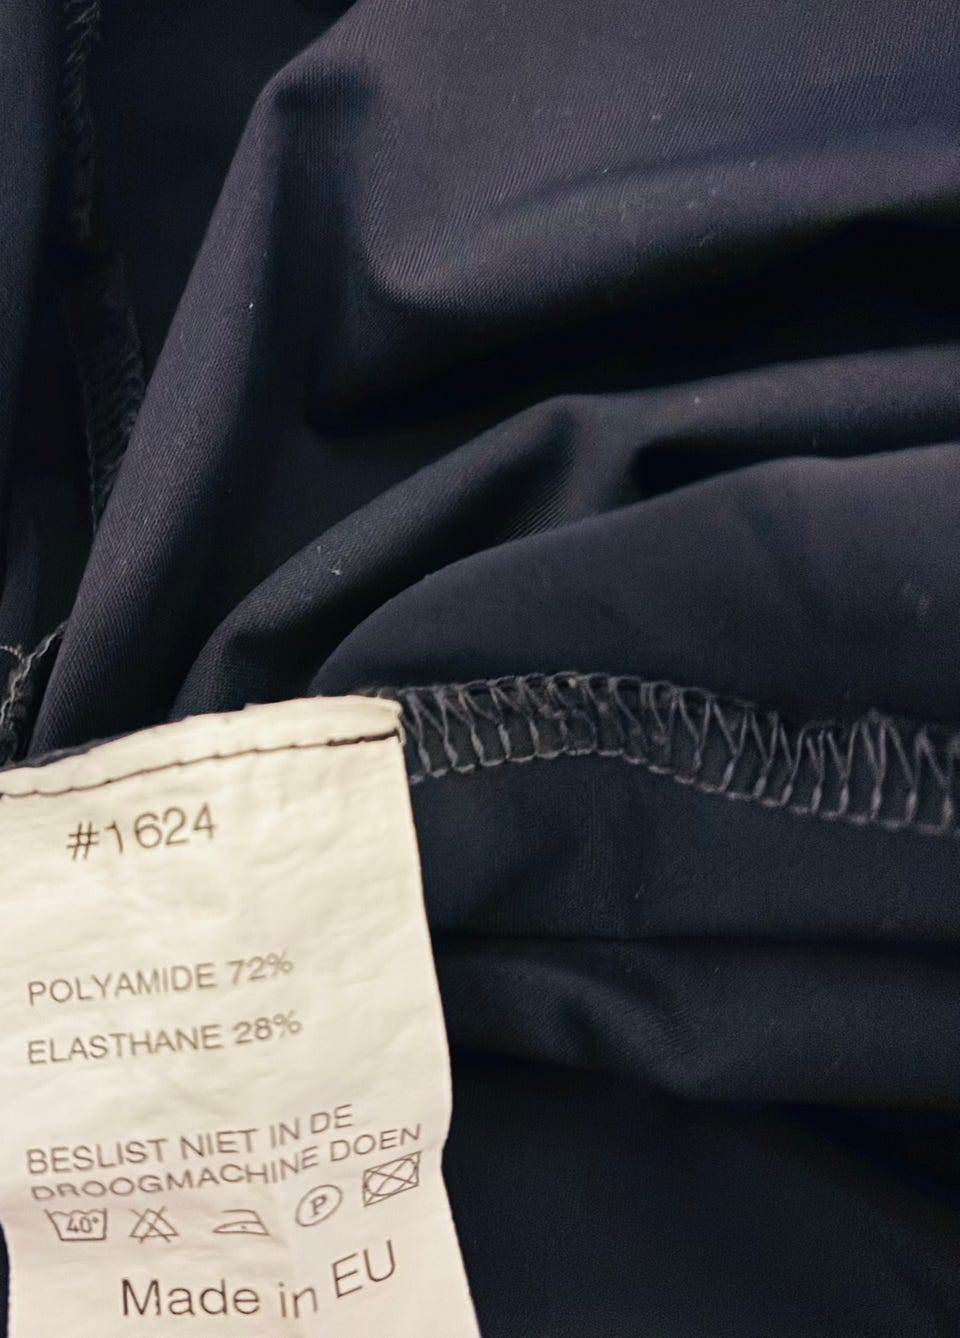 #1624
POLYAMIDE 72%
ELASTHANE 28%
BESLIST NIET IN DE
DROOGMACHINE DOEN
40° P
Made in EU